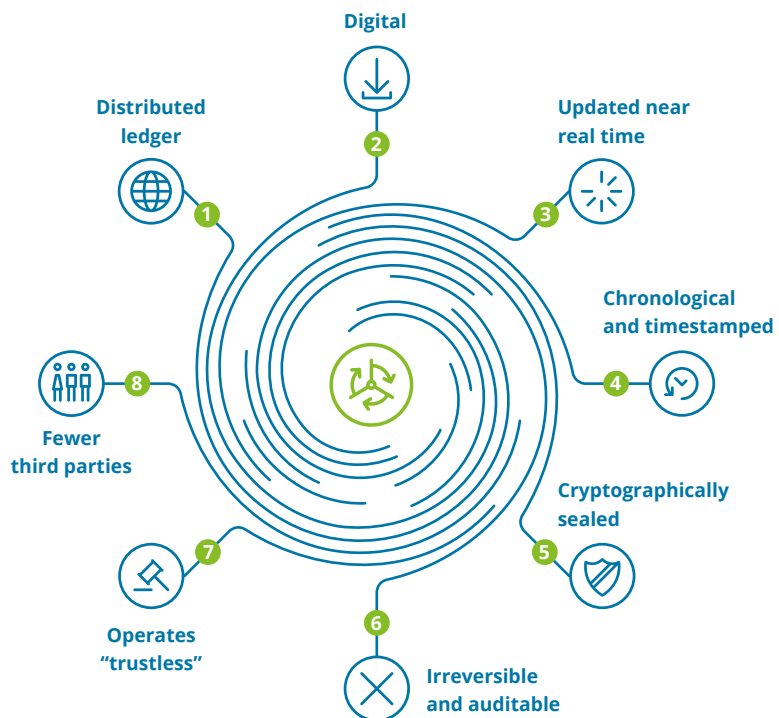 Digital
2
Distributed
ledger
1
Updated near
real time
3
Chronological
and timestamped
4
Cryptographically
sealed
5
Irreversible
and auditable
6
Operates
“trustless”
7
Fewer
third parties
8